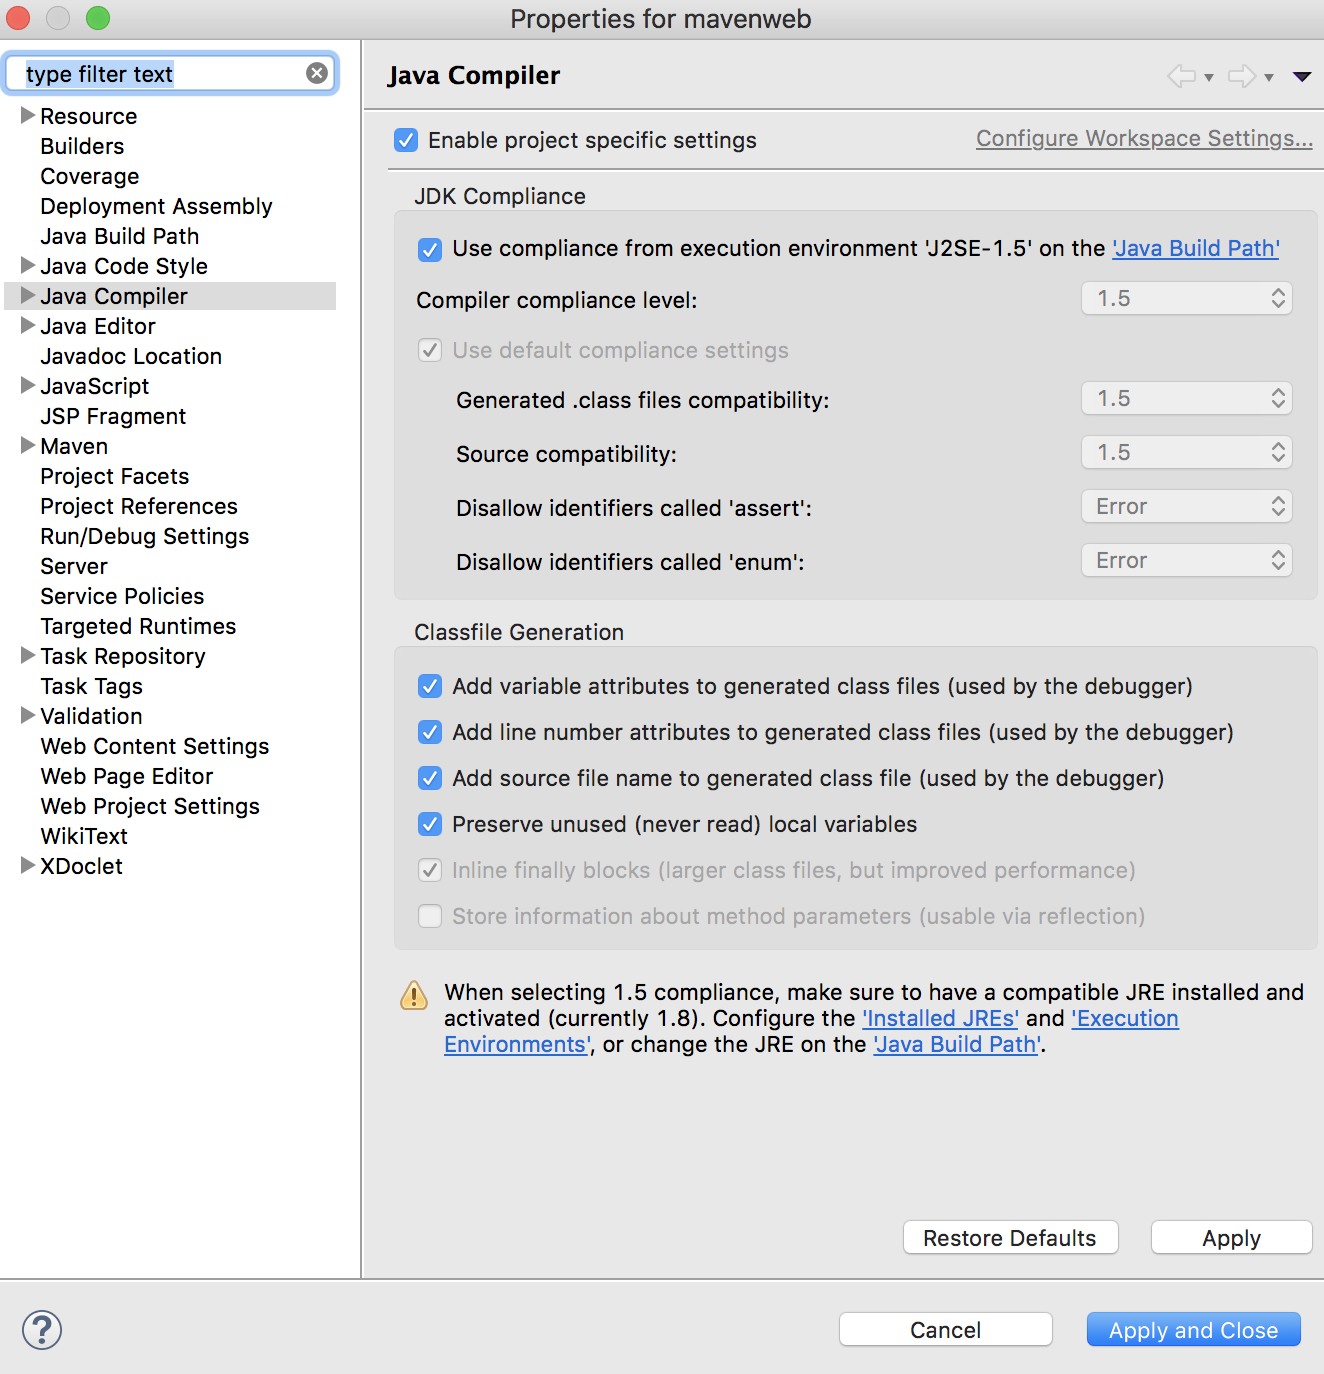 Properties for mavenweb
type filter text
Resource
Builders
Coverage
Deployment Assembly
Java Build Path
Java Code Style
Java Compiler
Java Editor
Javadoc Location
JavaScript
JSP Fragment
Maven
Project Facets
Project References
Run/Debug Settings
Server
Service Policies
Targeted Runtimes
Task Repository
Task Tags
Validation
Web Content Settings
Web Page Editor
Web Project Settings
WikiText
XDoclet
Java Compiler
Enable project specific settings
Configure Workspace Settings...
JDK Compliance
Use compliance from execution environment 'J2SE-1.5' on the 'Java Build Path'
Compiler compliance level: 1.5
Use default compliance settings
Generated .class files compatibility: 1.5
Source compatibility: 1.5
Disallow identifiers called 'assert': Error
Disallow identifiers called 'enum': Error
Classfile Generation
Add variable attributes to generated class files (used by the debugger)
Add line number attributes to generated class files (used by the debugger)
Add source file name to generated class file (used by the debugger)
Preserve unused (never read) local variables
Inline finally blocks (larger class files, but improved performance)
Store information about method parameters (usable via reflection)
When selecting 1.5 compliance, make sure to have a compatible JRE installed and
activated (currently 1.8). Configure the 'Installed JREs' and 'Execution
Environments', or change the JRE on the 'Java Build Path'.
Restore Defaults
Apply
?
Cancel
Apply and Close